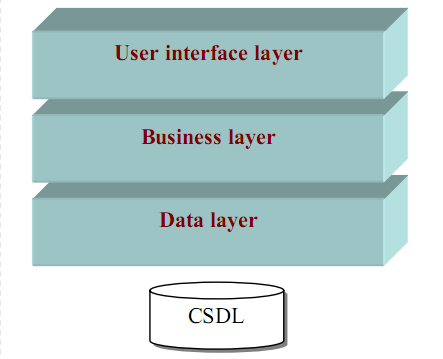 User interface layer
Business layer
Data layer
CSDL